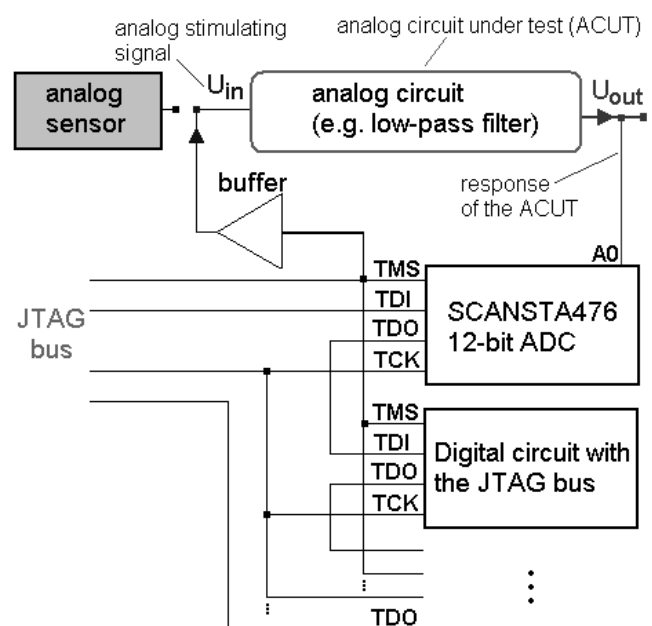 analog stimulating
signal
analog circuit under test (ACUT)
analog
sensor
Uin
analog circuit
(e.g. low-pass filter)
Uout
buffer
response
of the ACUT
A0
JTAG
bus
TMS
TDI
TDO
TCK
SCANSTA476
12-bit ADC
TMS
TDI
TDO
TCK
Digital circuit with
the JTAG bus
TDO